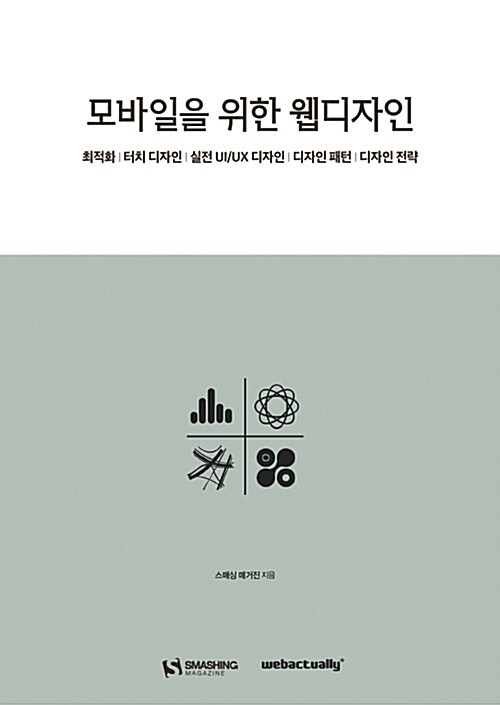 모바일을 위한 웹디자인
최적화 | 터치 디자인 | 실전 UI/UX 디자인 | 디자인 패턴 | 디자인 전략
스매싱 매거진 지음
S SMASHING
MAGAZINE
webactually®